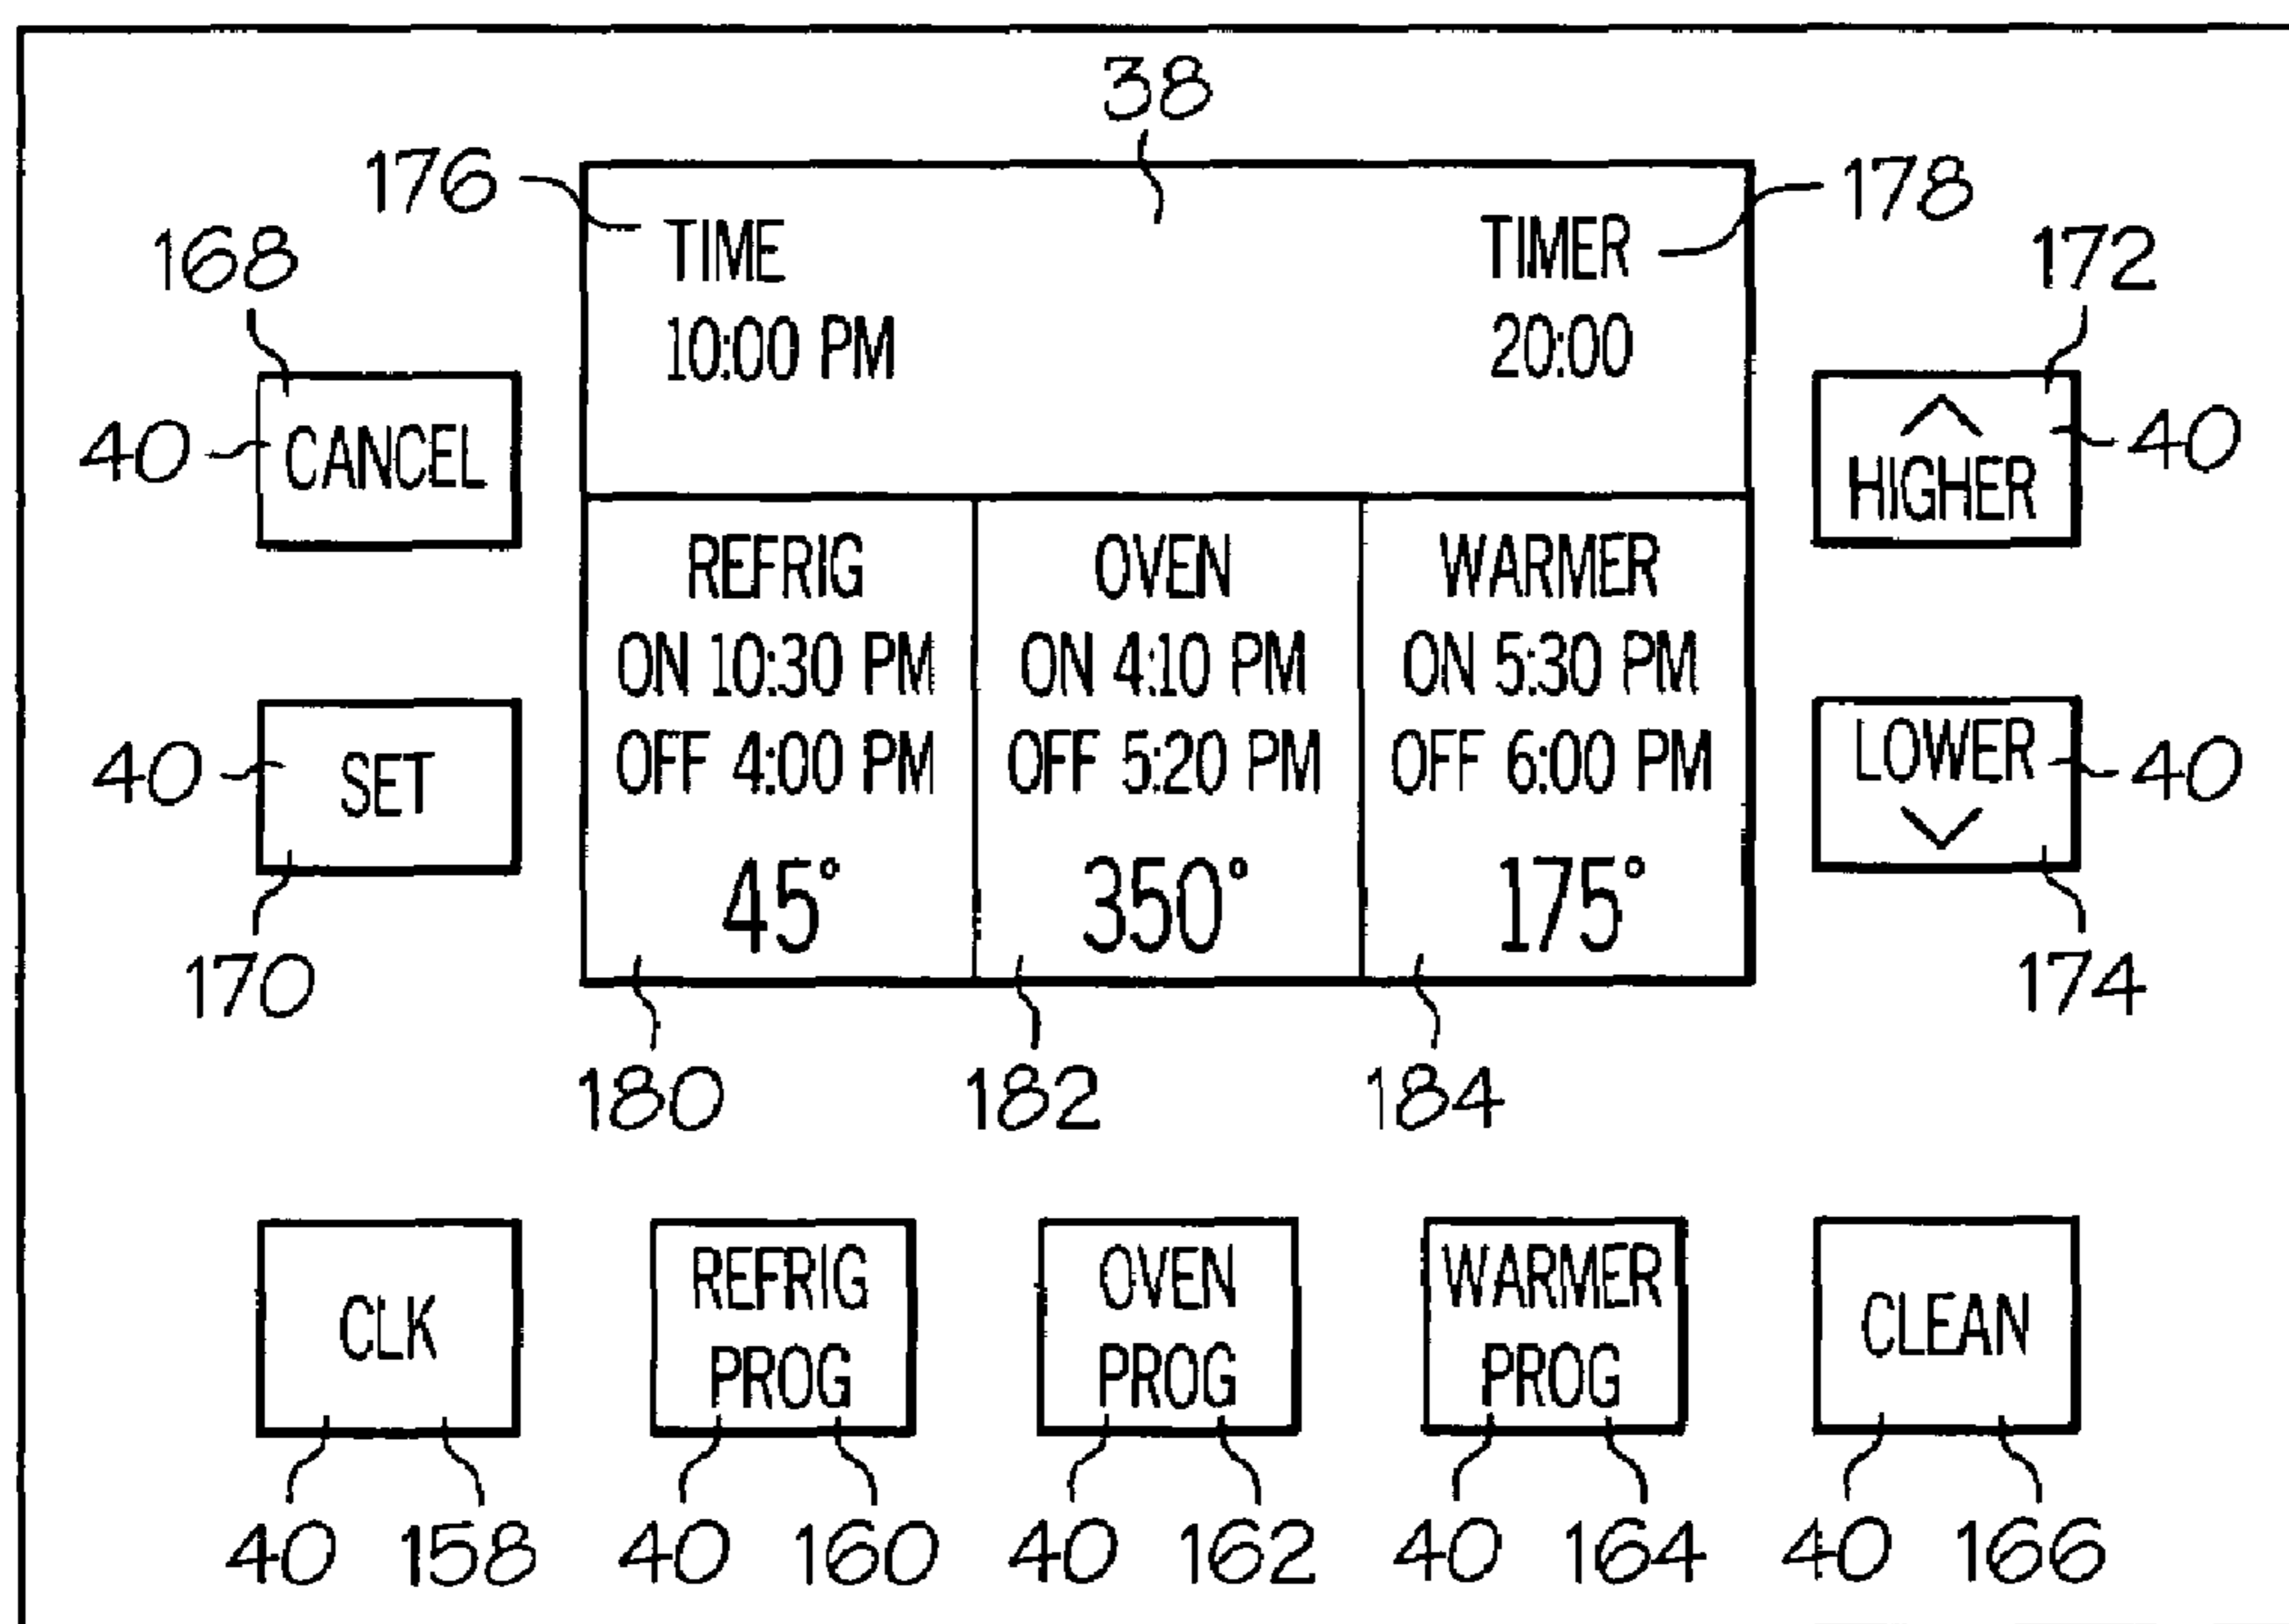 38
176
178
TIME
TIMER
168
172
10:00 PM
20:00
40
CANCEL
HIGHER
40
REFRIG
OVEN
WARMER
ON 10:30 PM
ON 4:10 PM
ON 5:30 PM
40
SET
OFF 4:00 PM
OFF 5:20 PM
OFF 6:00 PM
LOWER
40
45°
350°
175°
170
174
180
182
184
CLK
REFRIG
PROG
OVEN
PROG
WARMER
PROG
CLEAN
40
158
40
160
40
162
40
164
40
166